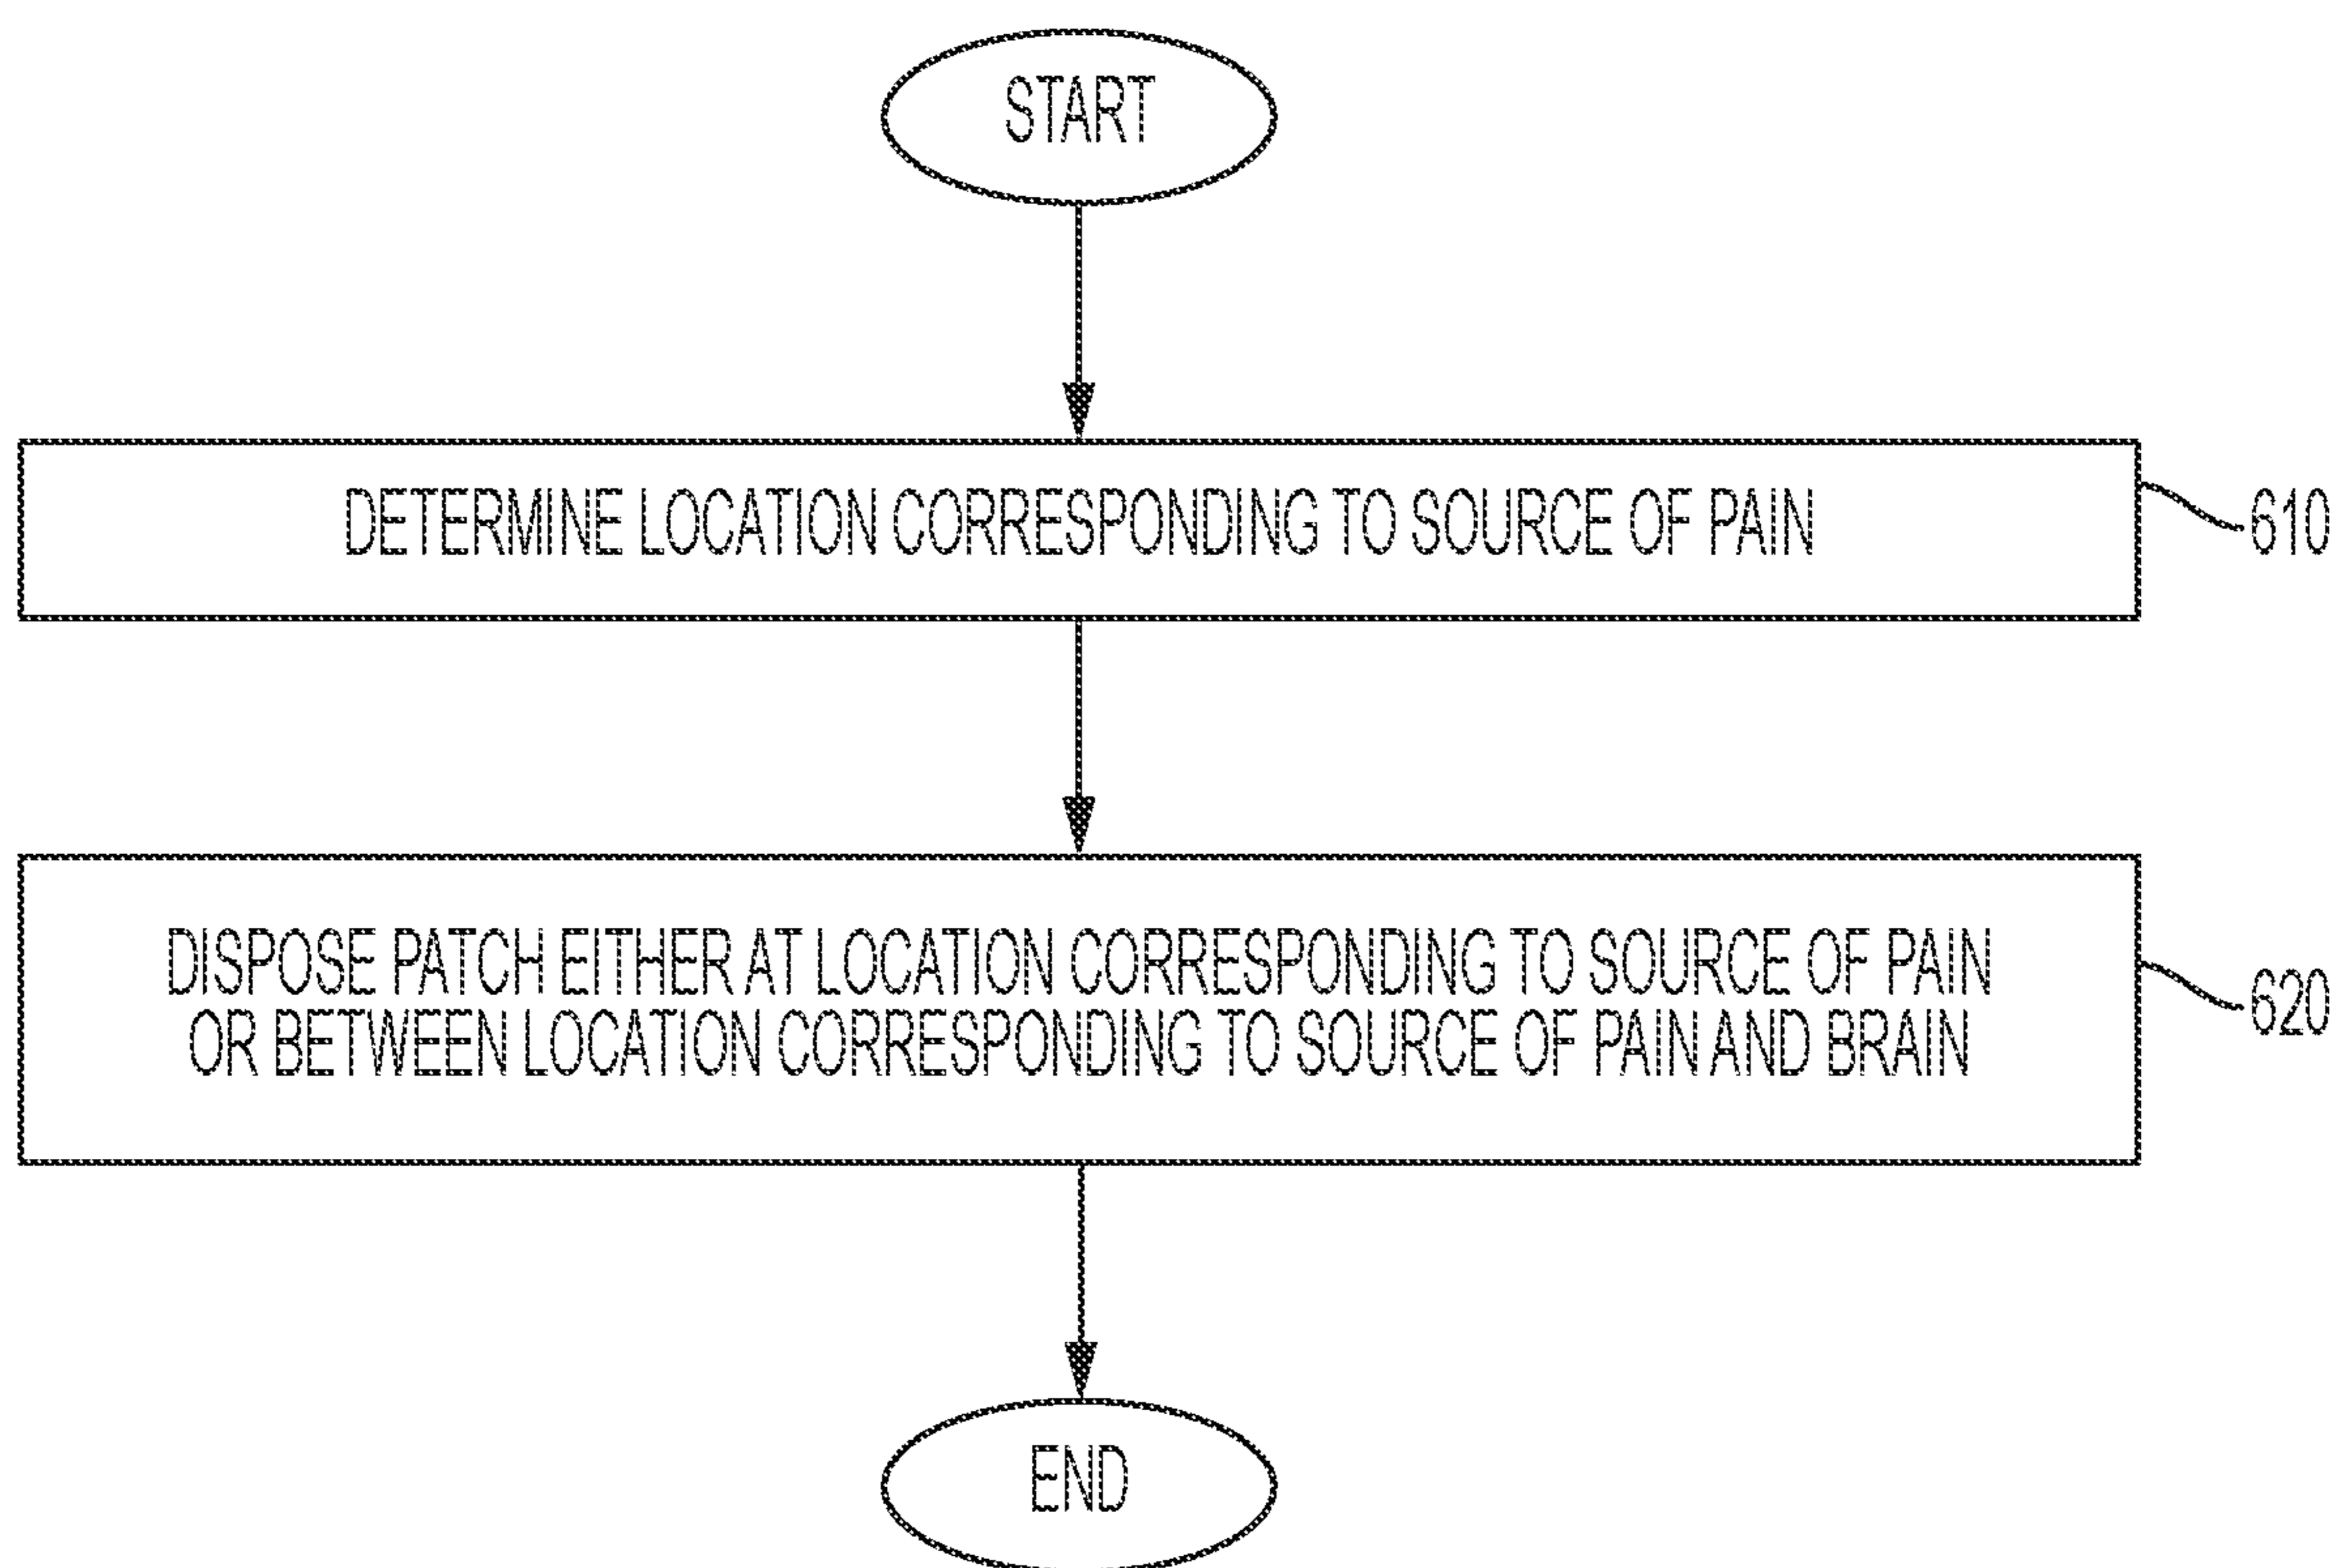 START
DETERMINE LOCATION CORRESPONDING TO SOURCE OF PAIN
610
DISPOSE PATCH EITHER AT LOCATION CORRESPONDING TO SOURCE OF PAIN
OR BETWEEN LOCATION CORRESPONDING TO SOURCE OF PAIN AND BRAIN
620
END